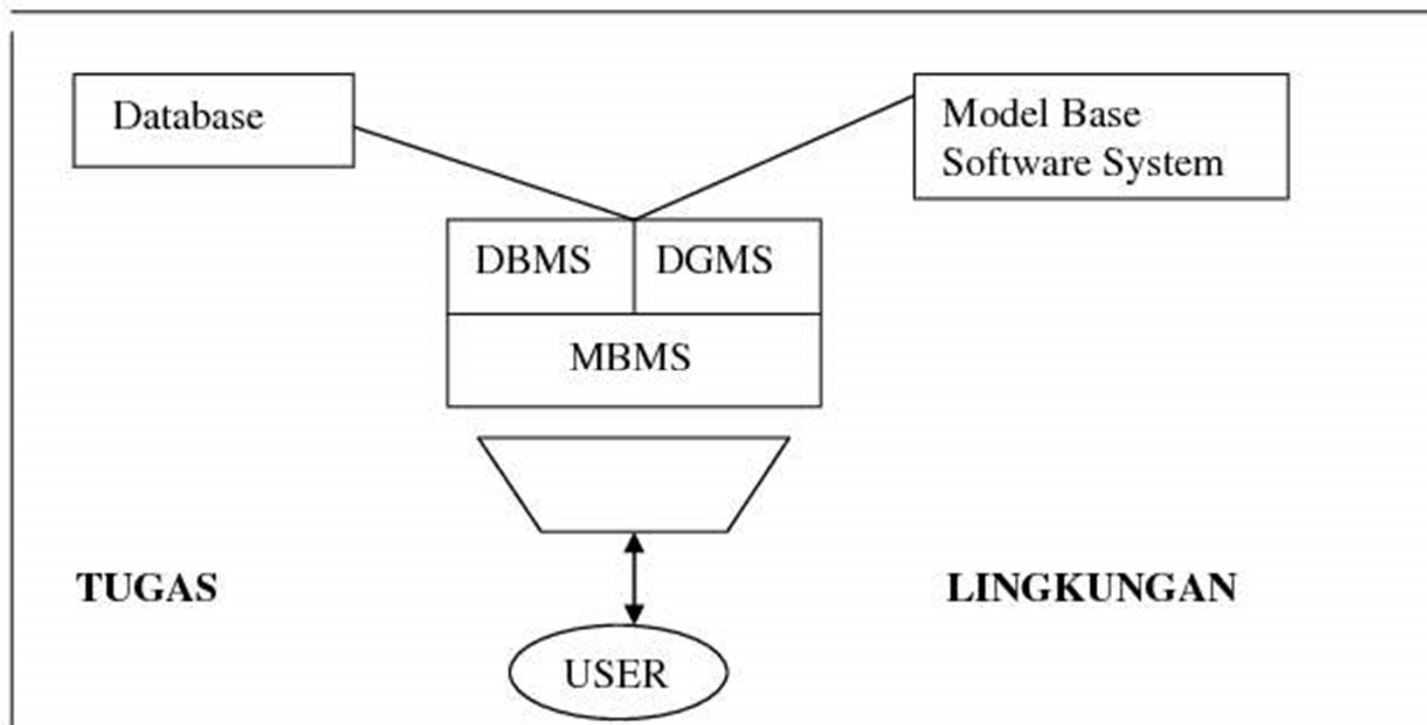 Database
Model Base
Software System
DBMS
DGMS
MBMS
TUGAS
LINGKUNGAN
USER